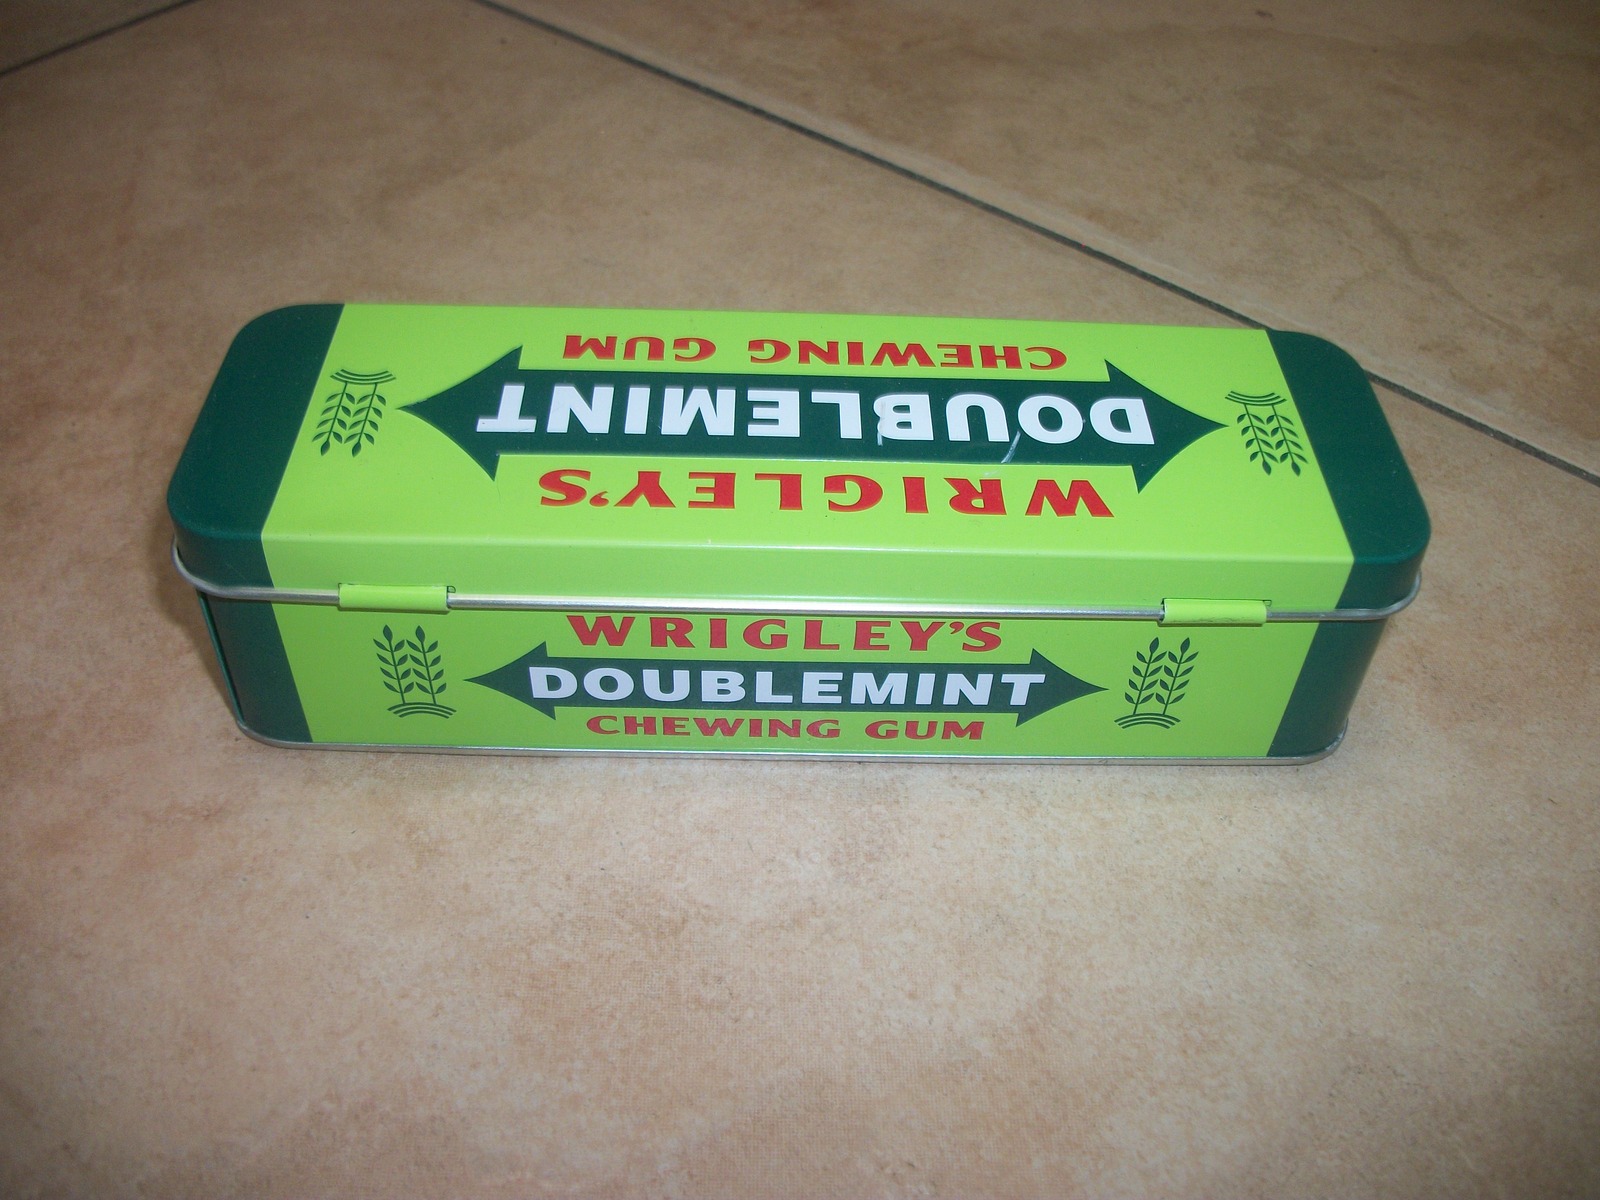 WRIGLEY'S
DOUBLEMINT
CHEWING GUM
WRIGLEY'S
DOUBLEMINT
CHEWING GUM